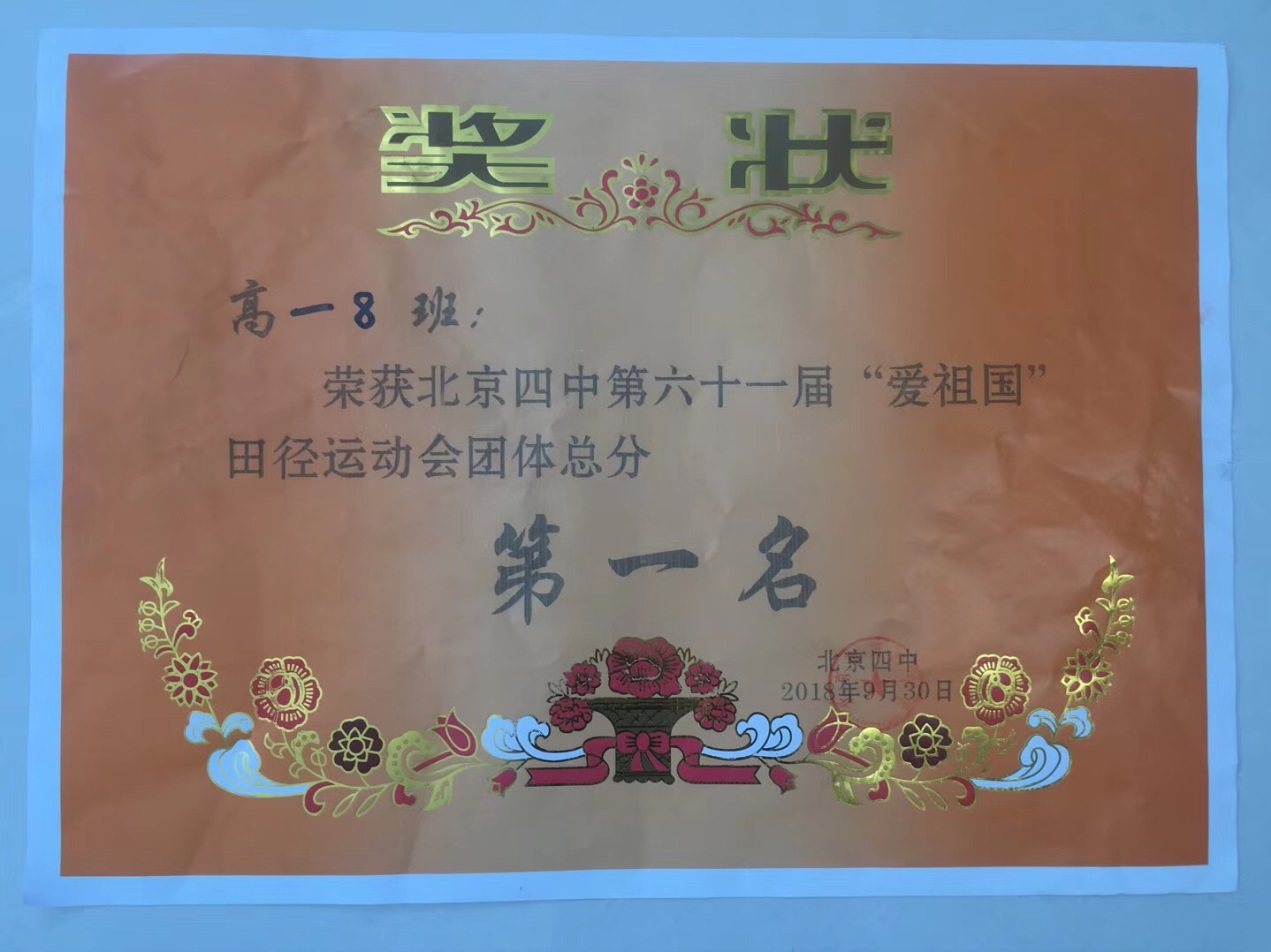 奖状
高一8班：
荣获北京四中第六十一届“爱祖国”
田径运动会团体总分
第一名
北京四中
2018年9月30日